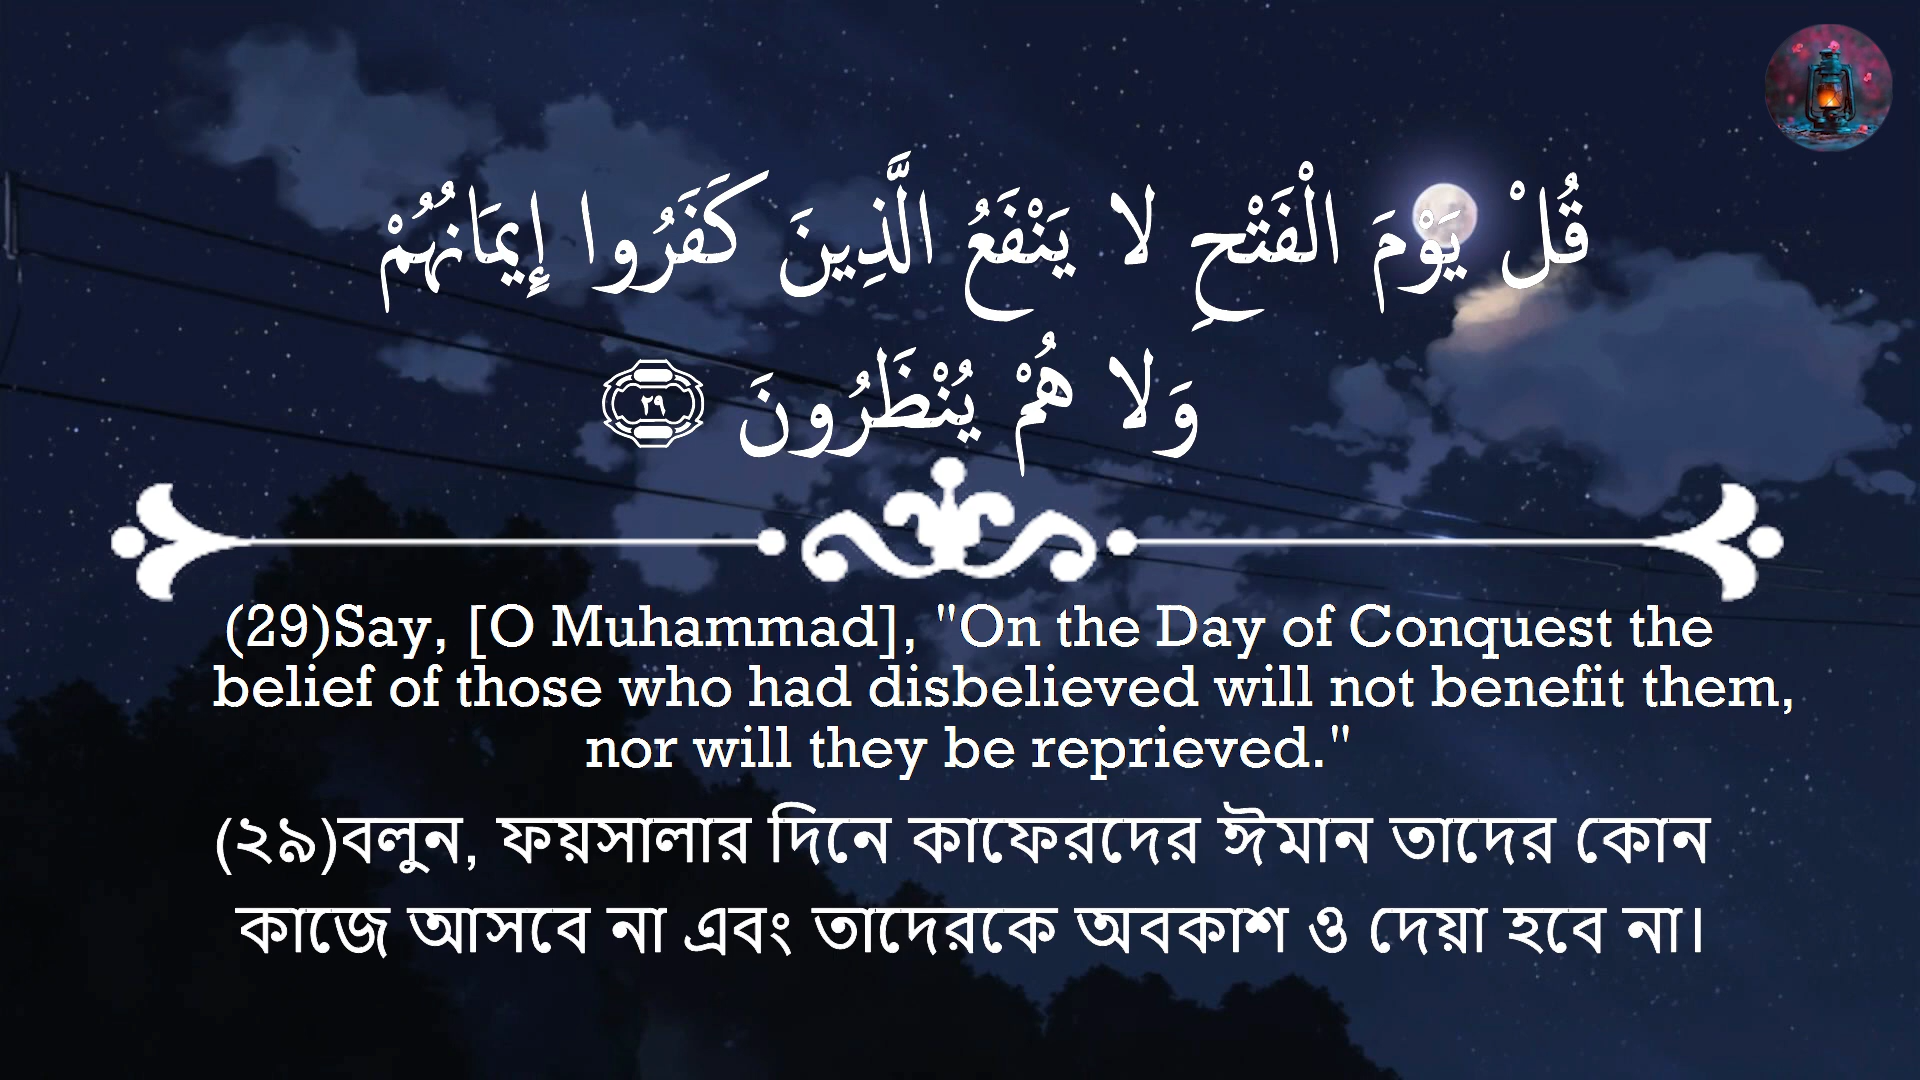 قُلْ يَوْمَ الْفَتْحِ لا يَنْفَعُ الَّذِينَ كَفَرُوا إِيمَانُهُمْ
وَلا هُمْ يُنْظَرُونَ ٢٩
(29)Say, [O Muhammad], "On the Day of Conquest the
belief of those who had disbelieved will not benefit them,
nor will they be reprieved."
(২৯)বলুন, ফয়সালার দিনে কাফেরদের ঈমান তাদের কোন
কাজে আসবে না এবং তাদেরকে অবকাশ ও দেয়া হবে না।